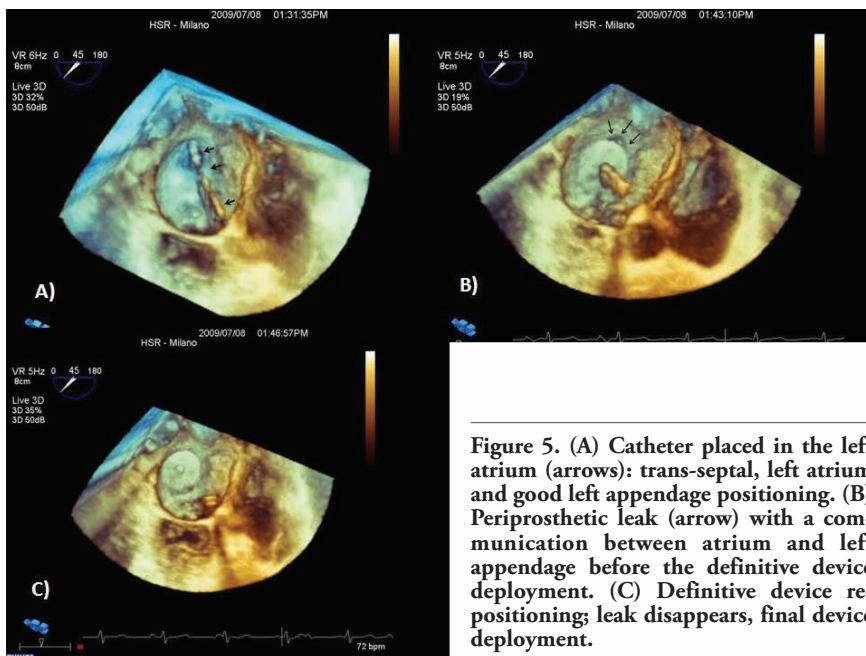 2009/07/08 01:31:35PM
HSR - Milano
VR 6Hz
8cm
0 45 180
Live 3D
3D 32%
3D 50dB
A)
2009/07/08 01:43:10PM
HSR - Milano
VR 5Hz
8cm
0 45 180
Live 3D
3D 19%
3D 50dB
B)
2009/07/08 01:46:57PM
HSR - Milano
VR 5Hz
8cm
0 45 180
Live 3D
3D 35%
3D 50dB
C)
72 bpm
Figure 5. (A) Catheter placed in the left
atrium (arrows): trans-septal, left atrium
and good left appendage positioning. (B)
Periprosthetic leak (arrow) with a com
munication between atrium and left
appendage before the definitive device
deployment. (C) Definitive device re
positioning; leak disappears, final device
deployment.